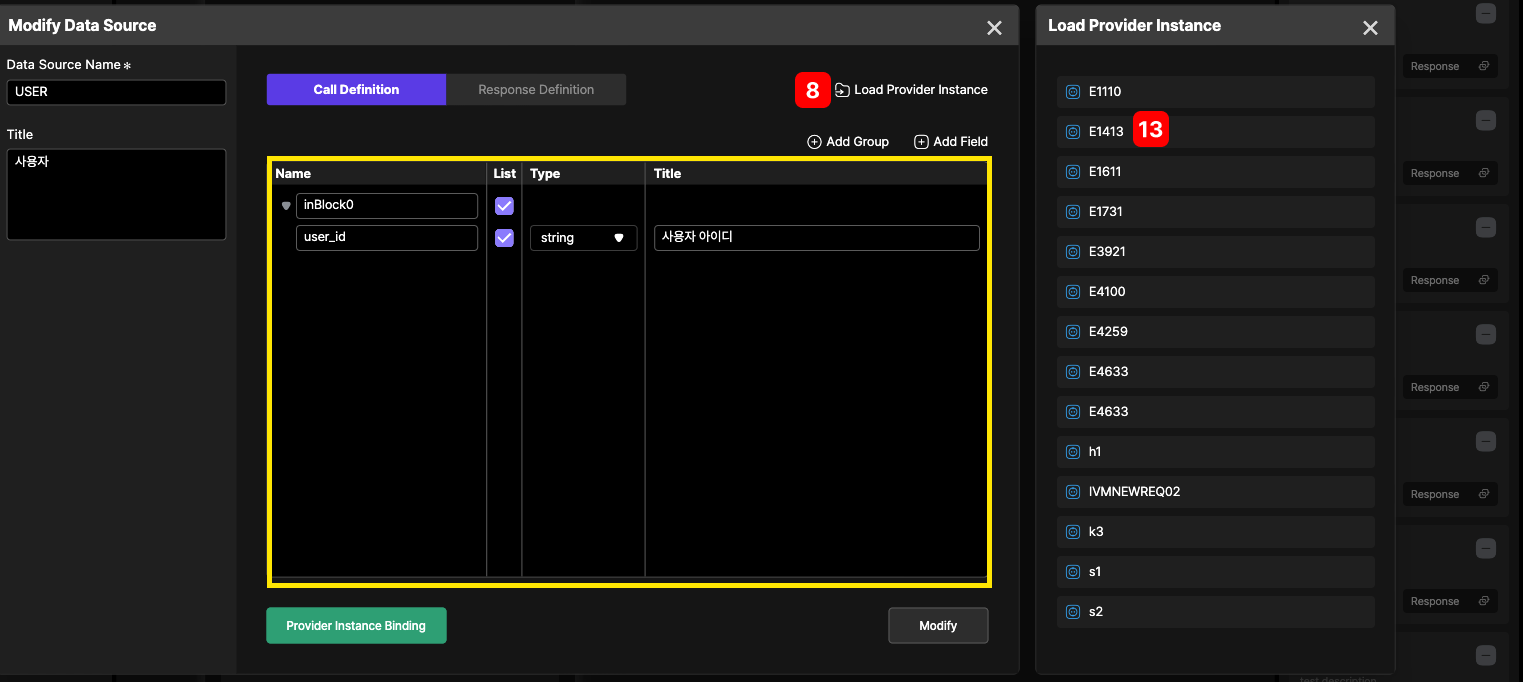 Modify Data Source
Data Source Name *
USER
Title
사용자
Call Definition
Response Definition
8
Load Provider Instance
Add Group
Add Field
Name List Type Title
inBlock0
user_id string 사용자 아이디
Provider Instance Binding
Modify
Load Provider Instance
E1110
E1413 13
E1611
E1731
E3921
E4100
E4259
E4633
E4633
h1
IVMNEWREQ02
k3
s1
s2
Response
Response
Response
Response
Response
Response
test description